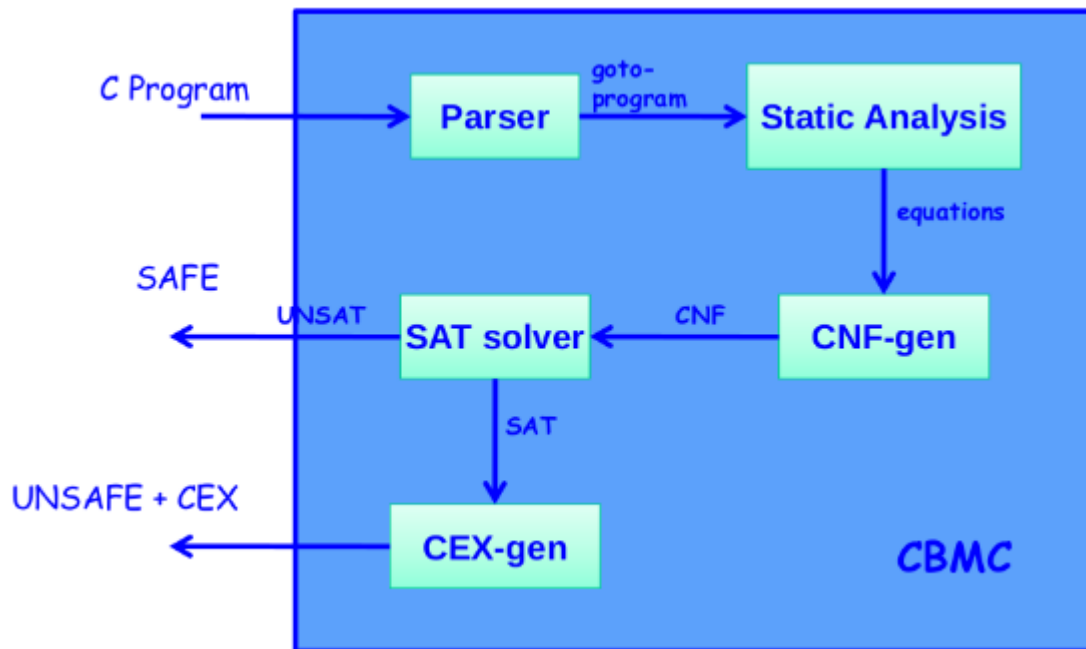 C Program
Parser
goto-
program
Static Analysis
equations
SAFE
UNSAT
SAT solver
CNF
CNF-gen
SAT
UNSAFE + CEX
CEX-gen
CBMC